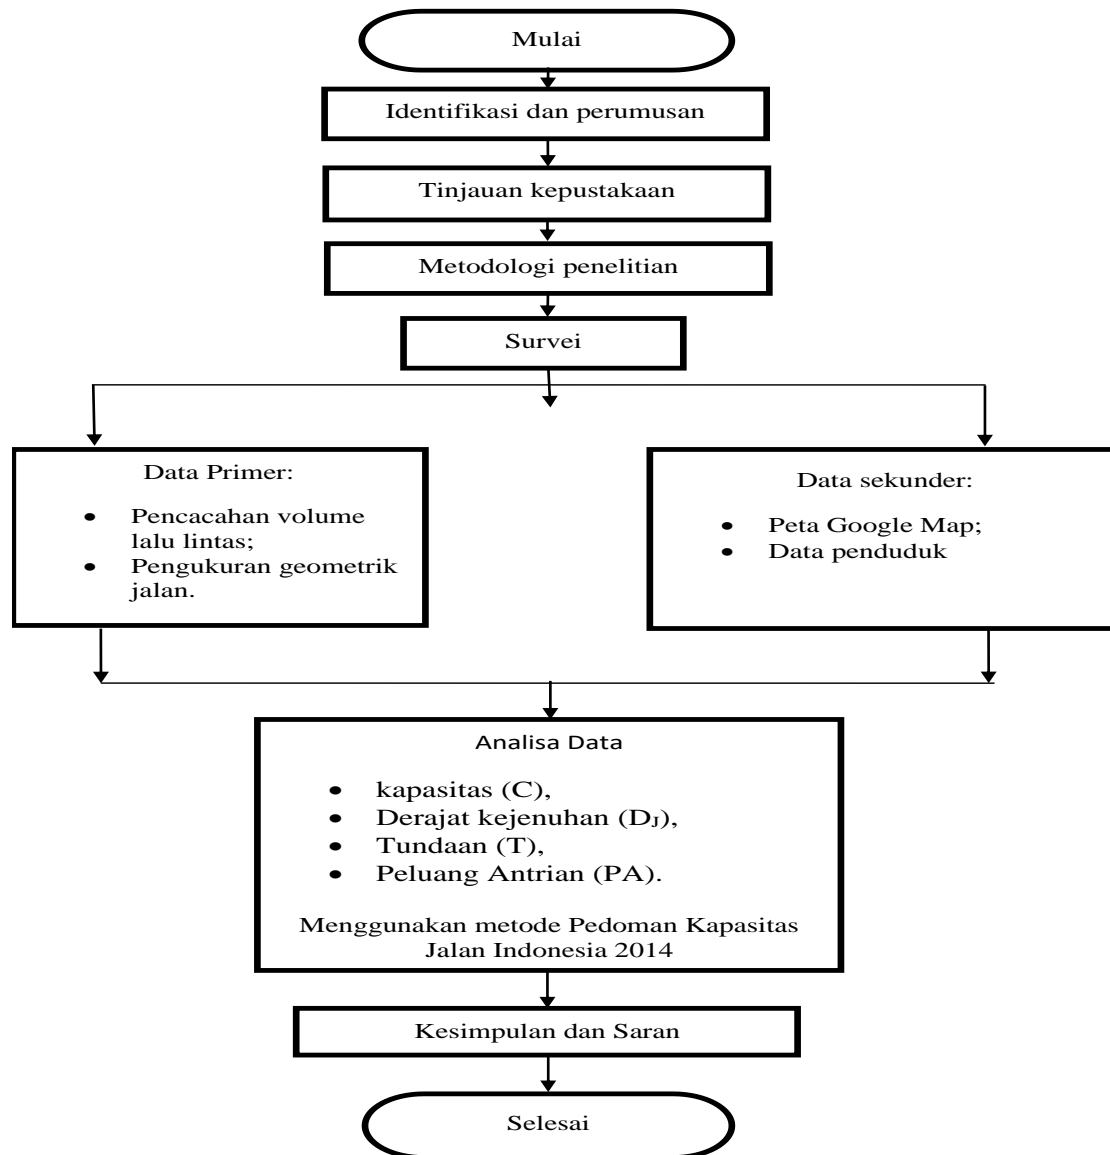 Mulai
Identifikasi dan perumusan
Tinjauan kepustakaan
Metodologi penelitian
Survei
Data Primer:
• Pencacahan volume
lalu lintas;
• Pengukuran geometrik
jalan.
Data sekunder:
• Peta Google Map;
• Data penduduk
Analisa Data
• kapasitas (C),
• Derajat kejenuhan (DJ),
• Tundaan (T),
• Peluang Antrian (PA).
Menggunakan metode Pedoman Kapasitas
Jalan Indonesia 2014
Kesimpulan dan Saran
Selesai